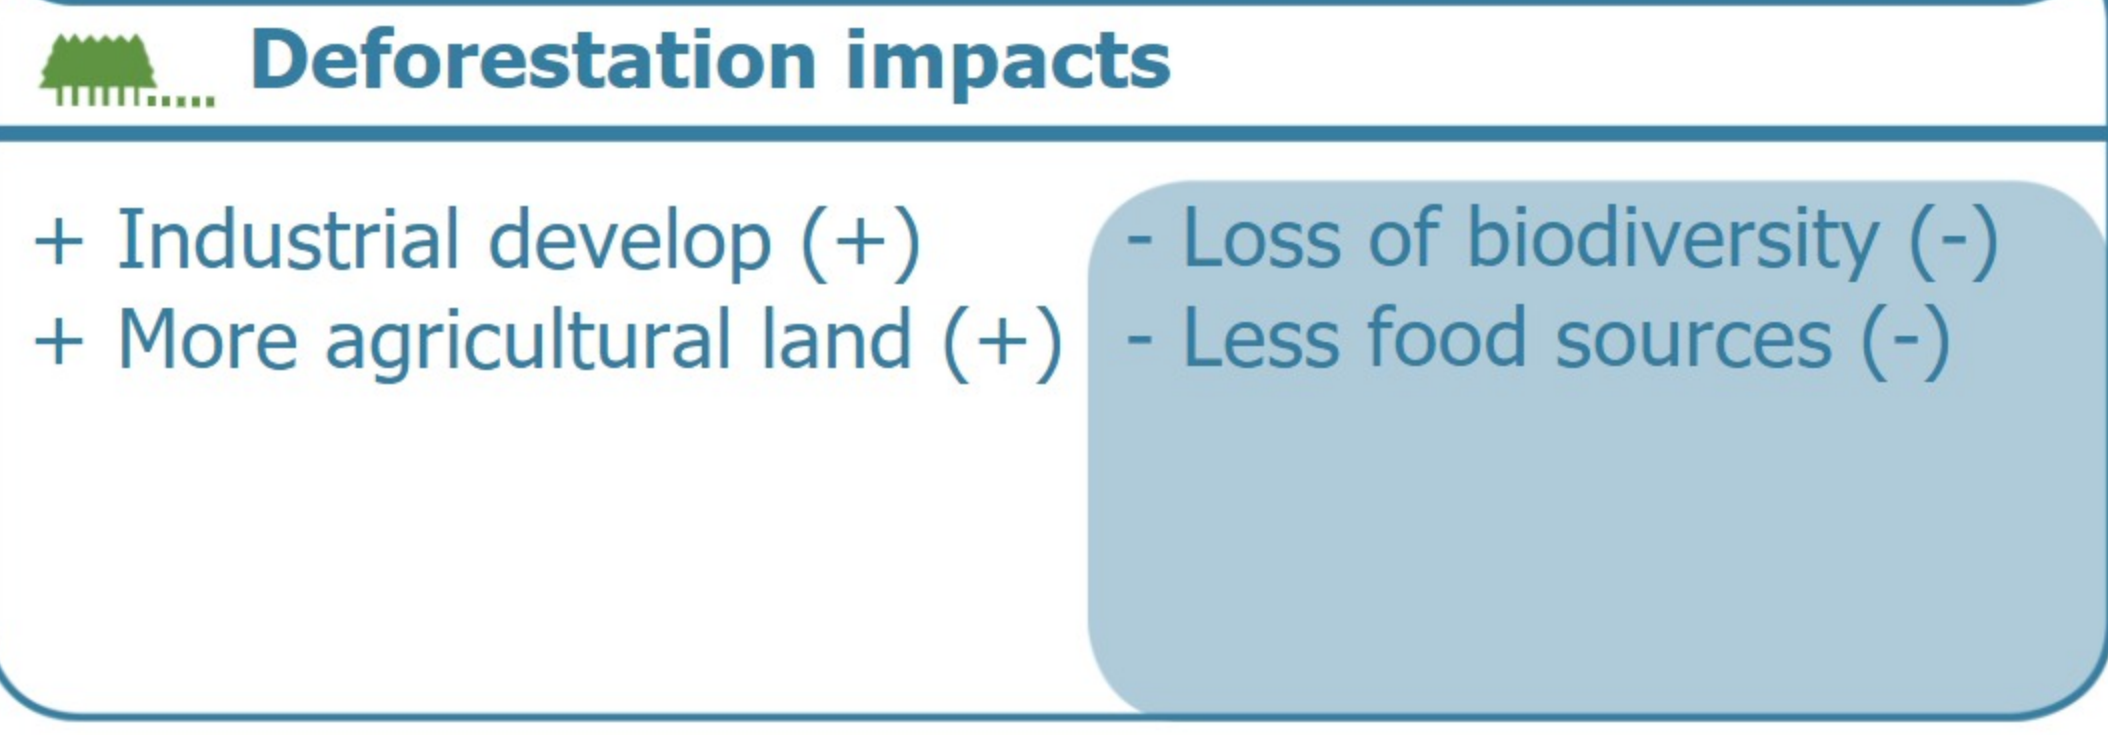 Deforestation impacts
+ Industrial develop (+)
+ More agricultural land (+)
- Loss of biodiversity (-)
- Less food sources (-)